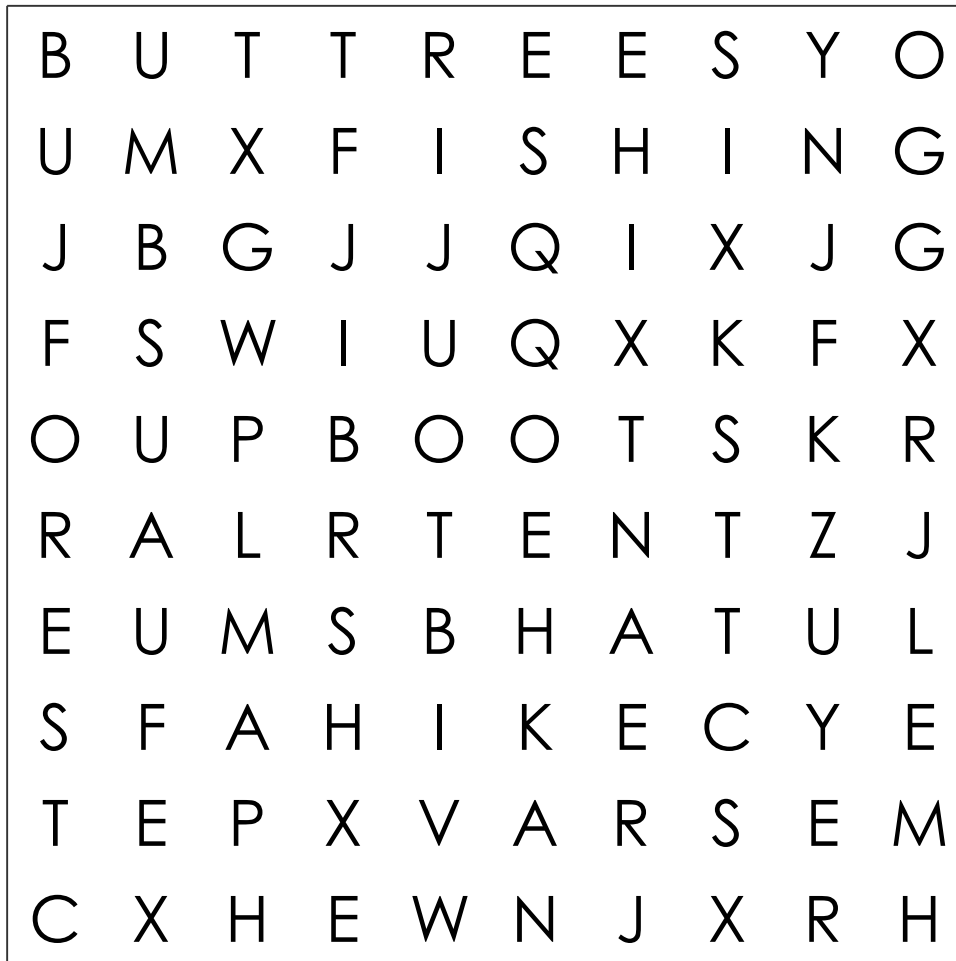 B U T T R E E S Y O
U M X F I S H I N G
J B G J J Q I X J G
F S W I U Q X K F X
O U P B O O T S K R
R A L R T E N T Z J
E U M S B H A T U L
S F A H I K E C Y E
T E P X V A R S E M
C X H E W N J X R H